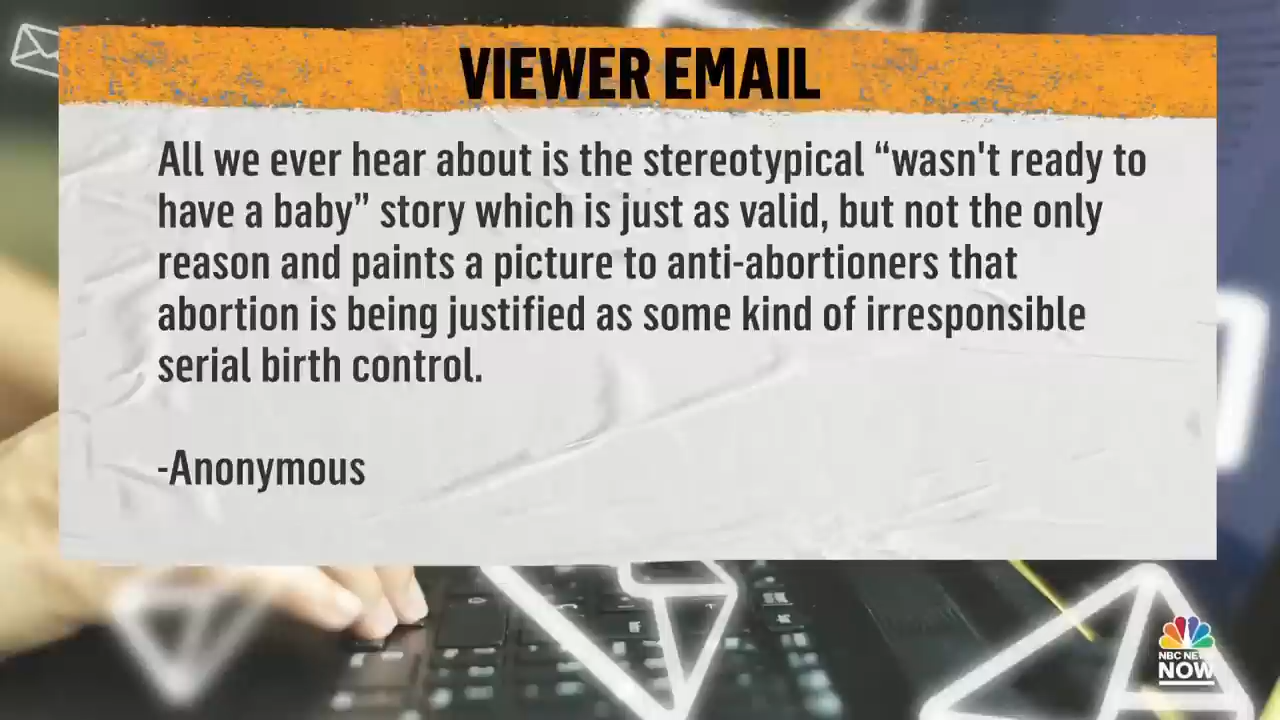 VIEWER EMAIL
All we ever hear about is the stereotypical “wasn't ready to
have a baby” story which is just as valid, but not the only
reason and paints a picture to anti-abortioners that
abortion is being justified as some kind of irresponsible
serial birth control.
-Anonymous
NBC NEWS
NOW